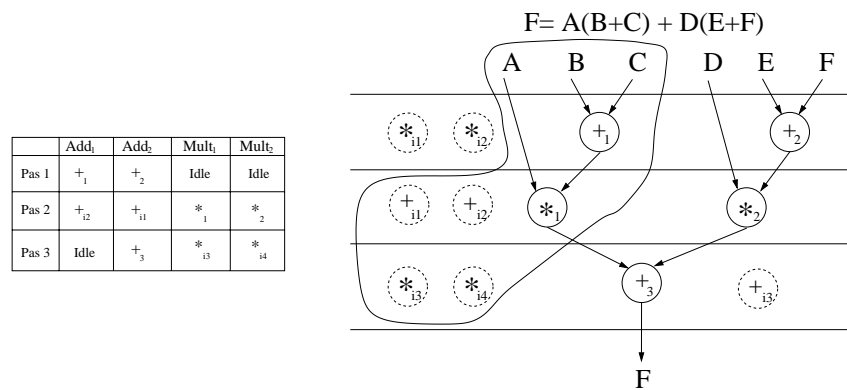 F= A(B+C) + D(E+F)
A B C D E F
*i1 *i2 +1 +2
+i1 +i2 *1 *2
*i3 *i4 +3 +i3
F
Add1 Add2 Mult1 Mult2
Pas 1 +1 +2 Idle Idle
Pas 2 +i2 +i1 *1 *2
Pas 3 Idle +3 *i3 *i4